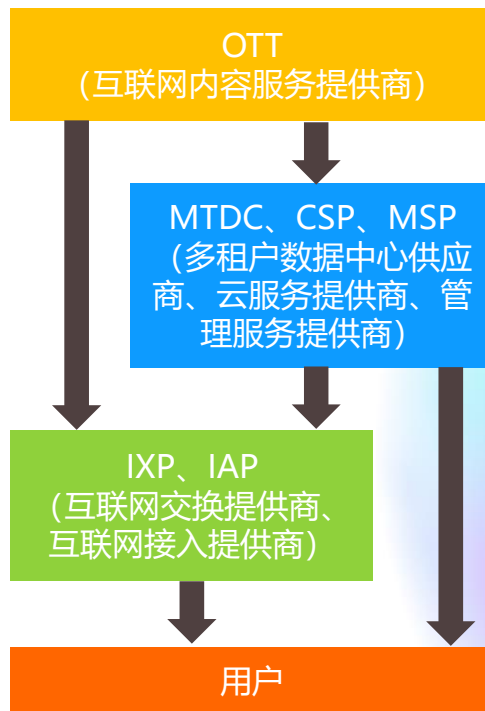 OTT
（互联网内容服务提供商）
MTDC、CSP、MSP
（多租户数据中心供应
商、云服务提供商、管
理服务提供商）
IXP、IAP
（互联网交换提供商、
互联网接入提供商）
用户